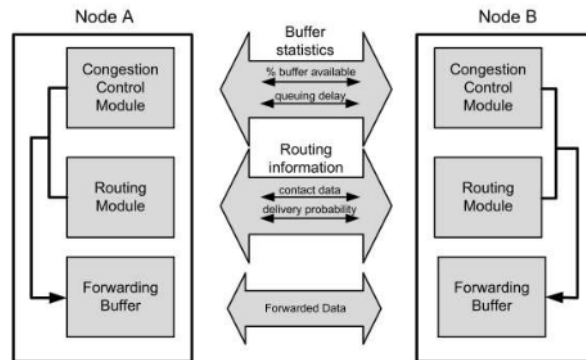 Node A
Node B
Congestion
Control
Module
Routing
Module
Forwarding
Buffer
Buffer
statistics
% buffer available
queuing delay
Routing
information
contact data
delivery probability
Forwarded Data
Congestion
Control
Module
Routing
Module
Forwarding
Buffer